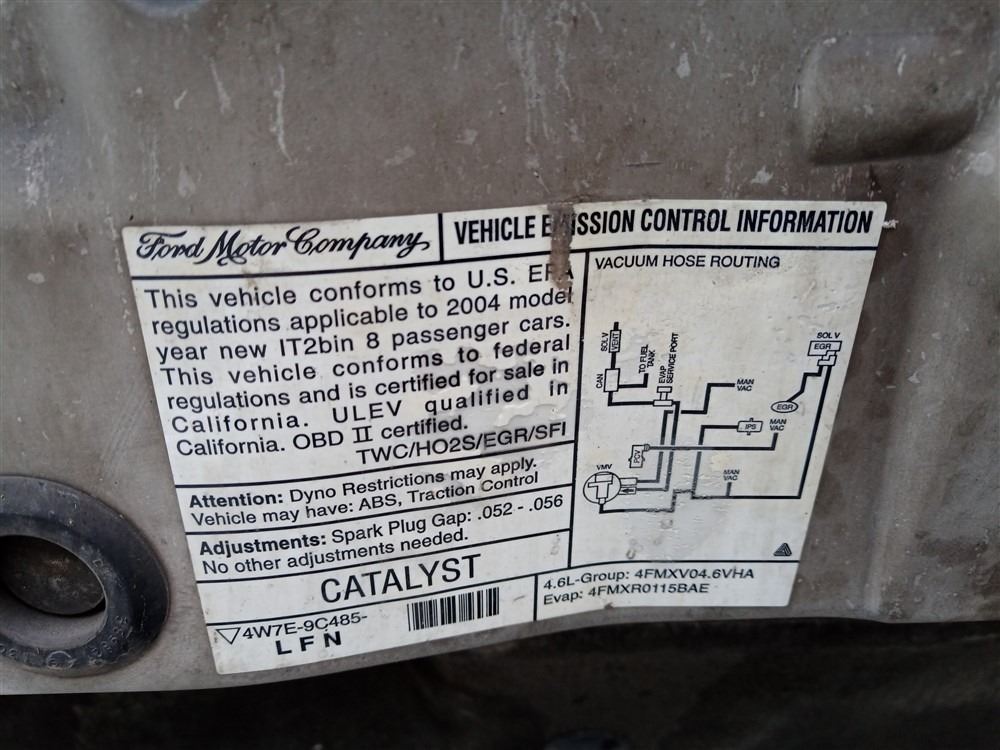 Ford Motor Company
VEHICLE EMISSION CONTROL INFORMATION
This vehicle conforms to U.S. EPA
regulations applicable to 2004 model
year new IT2bin 8 passenger cars.
This vehicle conforms to federal
regulations and is certified for sale in
California. ULEV qualified in
California. OBD II certified.
TWC/HO2S/EGR/SFI
Attention: Dyno Restrictions may apply.
Vehicle may have: ABS, Traction Control
Adjustments: Spark Plug Gap: .052 - .056
No other adjustments needed.
CATALYST
4W7E-9C485-
LFN
VACUUM HOSE ROUTING
SOL V
VENT
CAN
TO FUEL
TANK
EVAP
SERVICE PORT
MAN
VAC
SOL V
EGR
EGR
IPS
MAN
VAC
PCV
VMV
MAN
VAC
4.6L-Group: 4FMXV04.6VHA
Evap: 4FMXR0115BAE